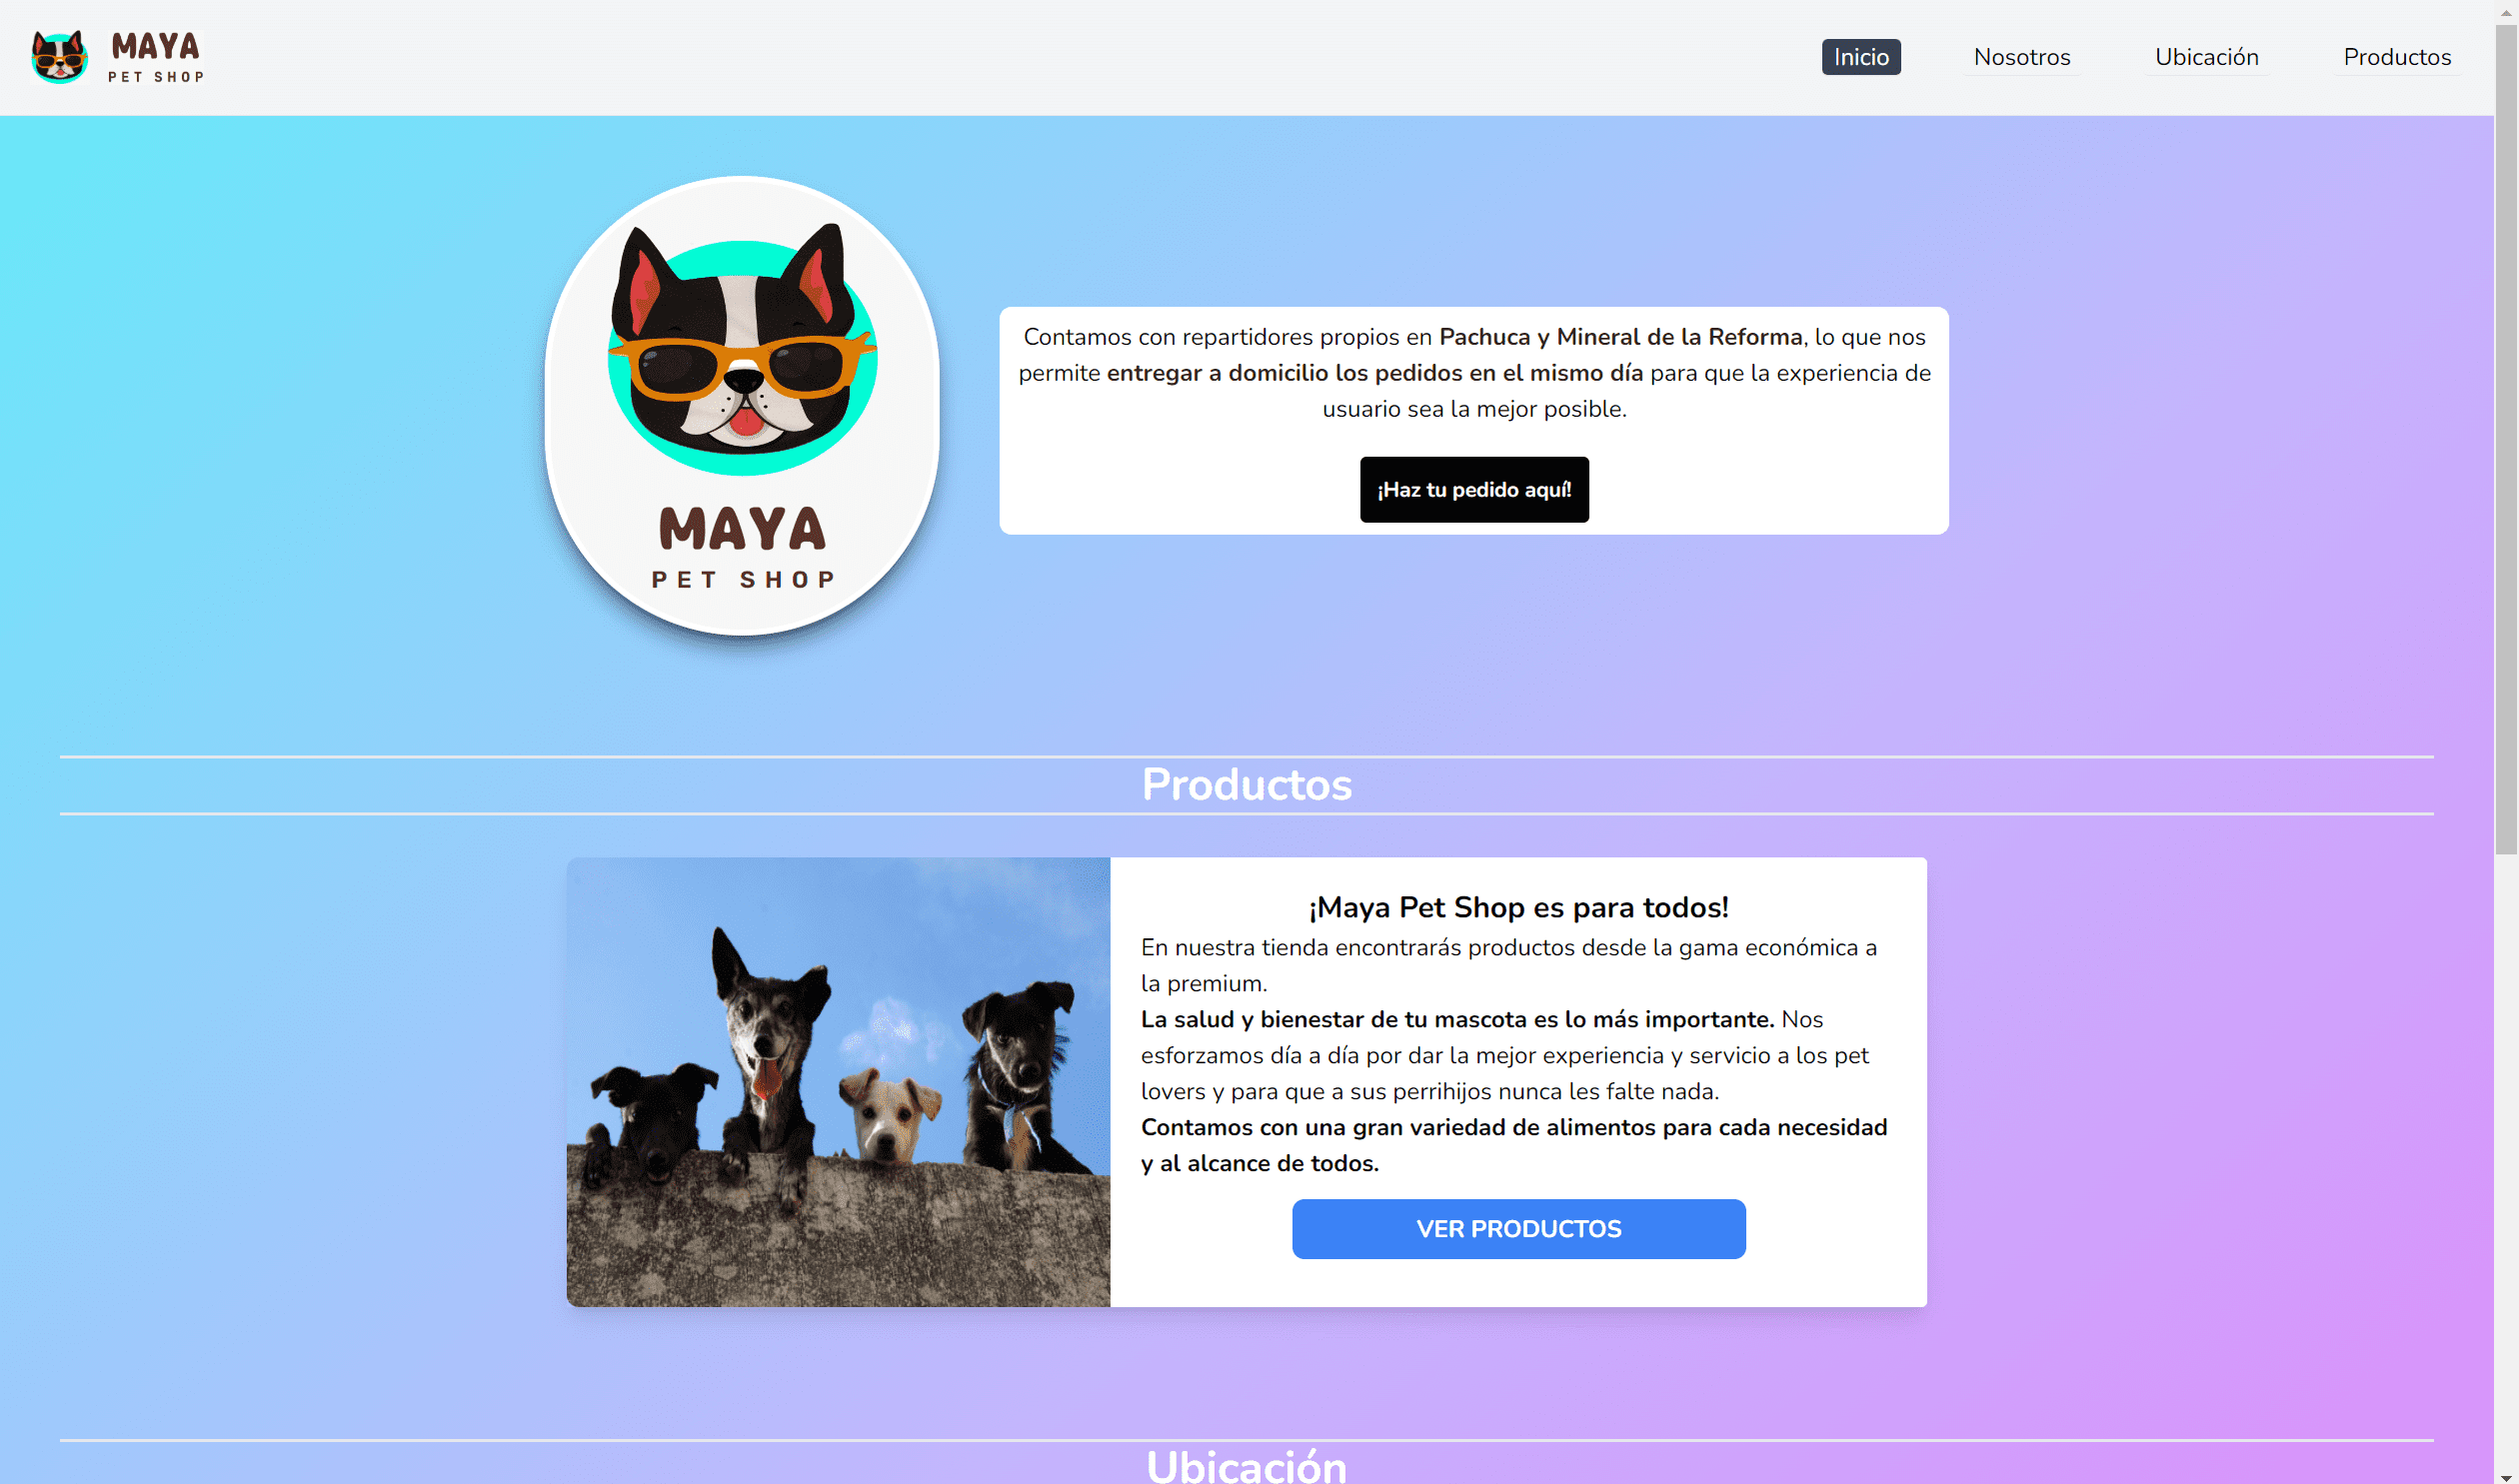 MAYA
PET SHOP
Inicio
Nosotros
Ubicación
Productos
MAYA
PET SHOP
Contamos con repartidores propios en Pachuca y Mineral de la Reforma, lo que nos
permite entregar a domicilio los pedidos en el mismo día para que la experiencia de
usuario sea la mejor posible.
¡Haz tu pedido aquí!
Productos
¡Maya Pet Shop es para todos!
En nuestra tienda encontrarás productos desde la gama económica a
la premium.
La salud y bienestar de tu mascota es lo más importante. Nos
esforzamos día a día por dar la mejor experiencia y servicio a los pet
lovers y para que a sus perrihijos nunca les falte nada.
Contamos con una gran variedad de alimentos para cada necesidad
y al alcance de todos.
VER PRODUCTOS
Ubicación